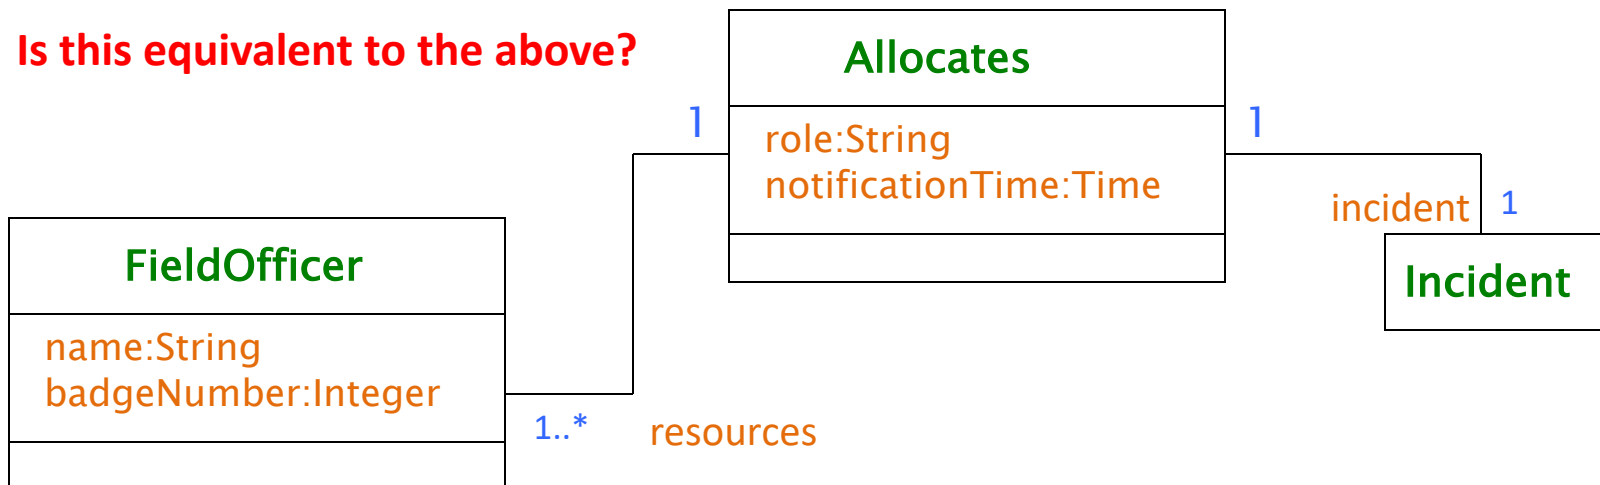 Is this equivalent to the above?
Allocates
1
1
role:String
notificationTime:Time
incident
1
FieldOfficer
Incident
name:String
badgeNumber:Integer
1..*
resources